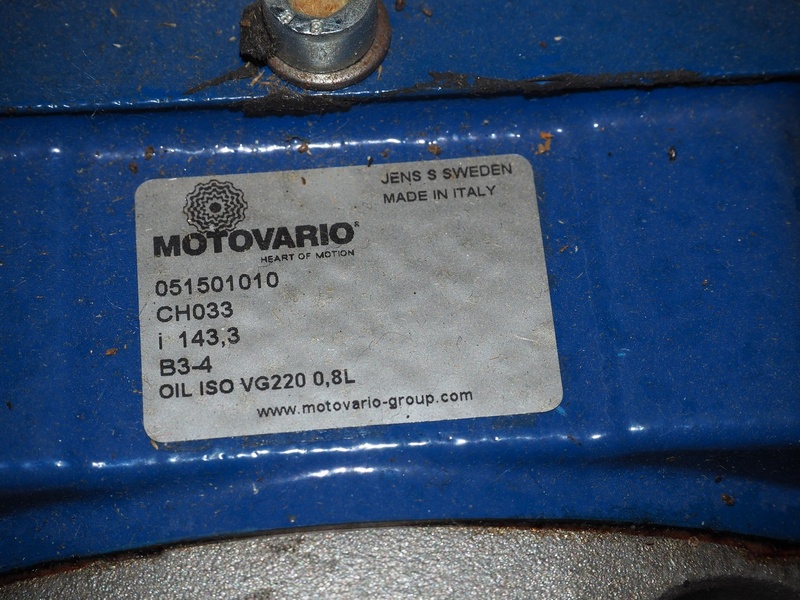 JENS S SWEDEN
MADE IN ITALY
MOTOVARIO
HEART OF MOTION
051501010
CH033
i 143,3
B3-4
OIL ISO VG220 0,8L
www.motovario-group.com